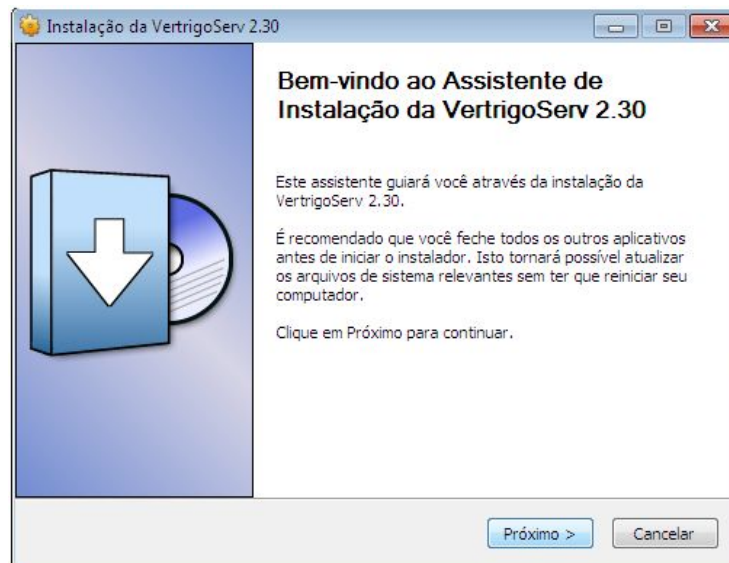 Instalação da VertrigoServ 2.30
Bem-vindo ao Assistente de
Instalação da VertrigoServ 2.30
Este assistente guiará você através da instalação da
VertrigoServ 2.30.
É recomendado que você feche todos os outros aplicativos
antes de iniciar o instalador. Isto tornará possível atualizar
os arquivos de sistema relevantes sem ter que reiniciar seu
computador.
Clique em Próximo para continuar.
Próximo >
Cancelar